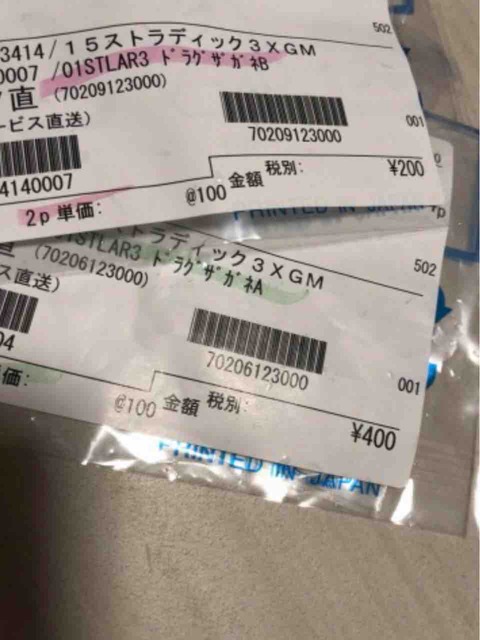 502
3414/15ストラディック3XGM
0007 /01STLAR3 ドラグザガネB
直 (70209123000)
ービス直送)
70209123000
001
4140007
税別:
金額
¥200
2p 単価:
@100
PRINTED IN JAPAN
トラディック3XGM
502
01STLAR3 ドラグザガネA
(70206123000)
ス直送)
70206123000
04
001
価:
@100 金額 税別:
¥400
PRINTED IN JAPAN